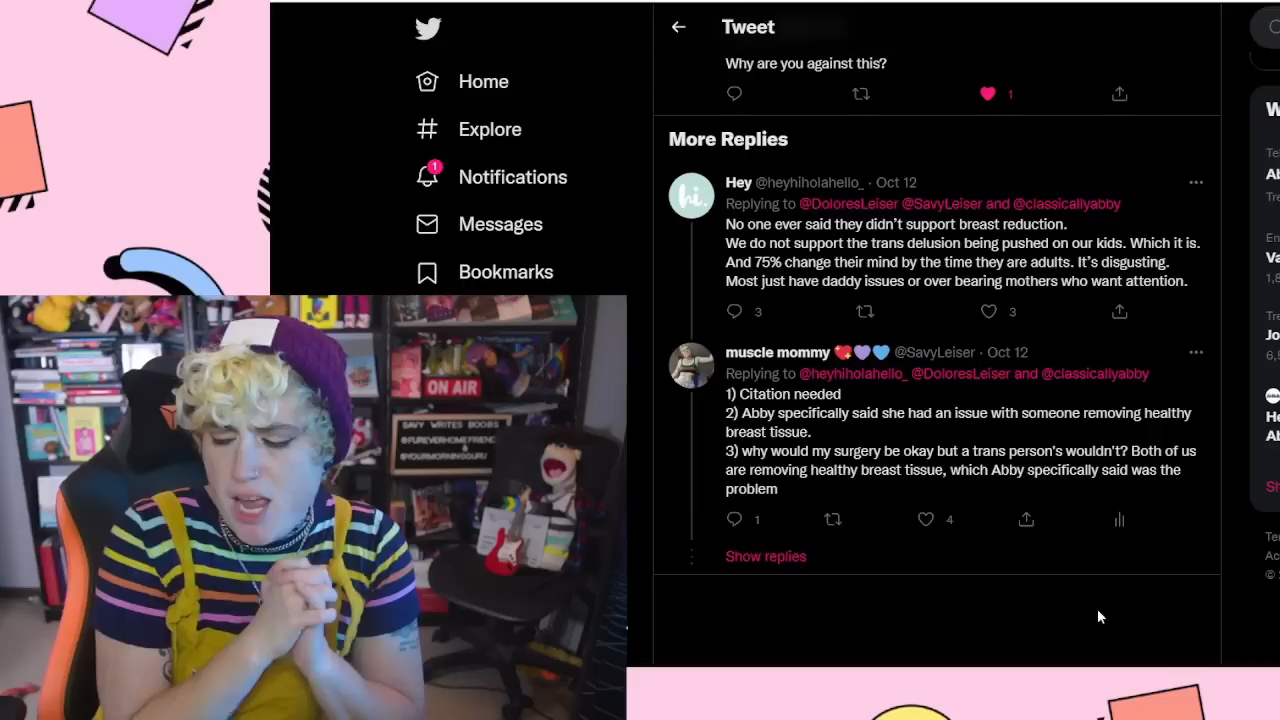 Tweet
Why are you against this?
1
Home
Explore
1
Notifications
Messages
Bookmarks
More Replies
hi.
Hey @heyhiholahello_ · Oct 12
Replying to @DoloresLeiser @SavyLeiser and @classicallyabby
No one ever said they didn't support breast reduction.
We do not support the trans delusion being pushed on our kids. Which it is.
And 75% change their mind by the time they are adults. It's disgusting.
Most just have daddy issues or over bearing mothers who want attention.
3
3
muscle mommy 💖💜💙 @SavyLeiser · Oct 12
Replying to @heyhiholahello_ @DoloresLeiser and @classicallyabby
1) Citation needed
2) Abby specifically said she had an issue with someone removing healthy
breast tissue.
3) why would my surgery be okay but a trans person's wouldn't? Both of us
are removing healthy breast tissue, which Abby specifically said was the
problem
1
4
Show replies
ON AIR
SAVY WRITES BOOBS
@FUREVERHOMEFRIEND
&
@YOURMORNINGGURU